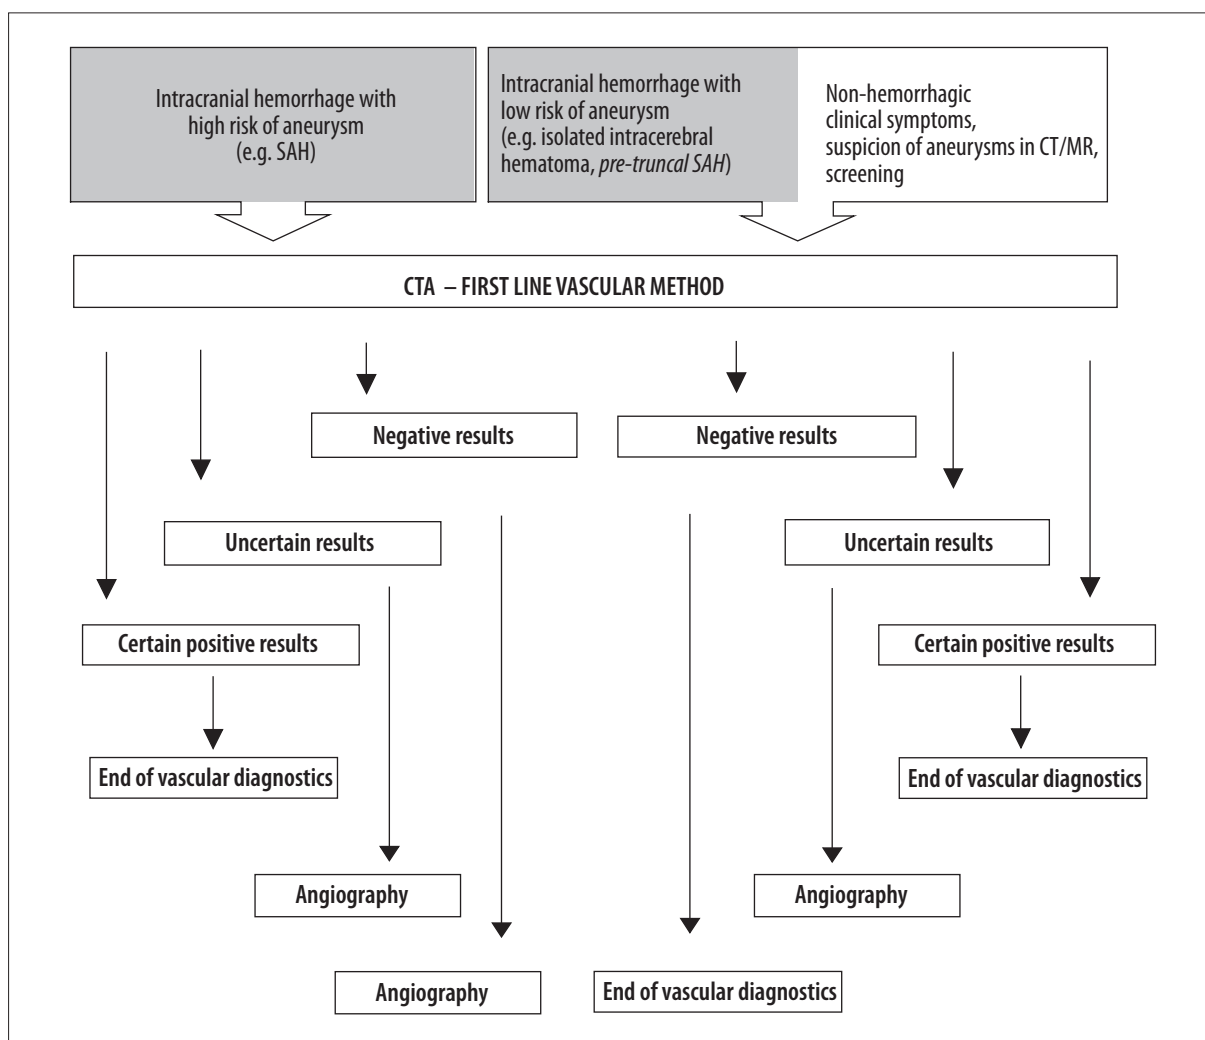 Intracranial hemorrhage with
high risk of aneurysm
(e.g. SAH)
Intracranial hemorrhage with
low risk of aneurysm
(e.g. isolated intracerebral
hematoma, pre-truncal SAH)
Non-hemorrhagic
clinical symptoms,
suspicion of aneurysms in CT/MR,
screening
CTA – FIRST LINE VASCULAR METHOD
Negative results
Negative results
Uncertain results
Uncertain results
Certain positive results
Certain positive results
End of vascular diagnostics
End of vascular diagnostics
Angiography
Angiography
Angiography
End of vascular diagnostics